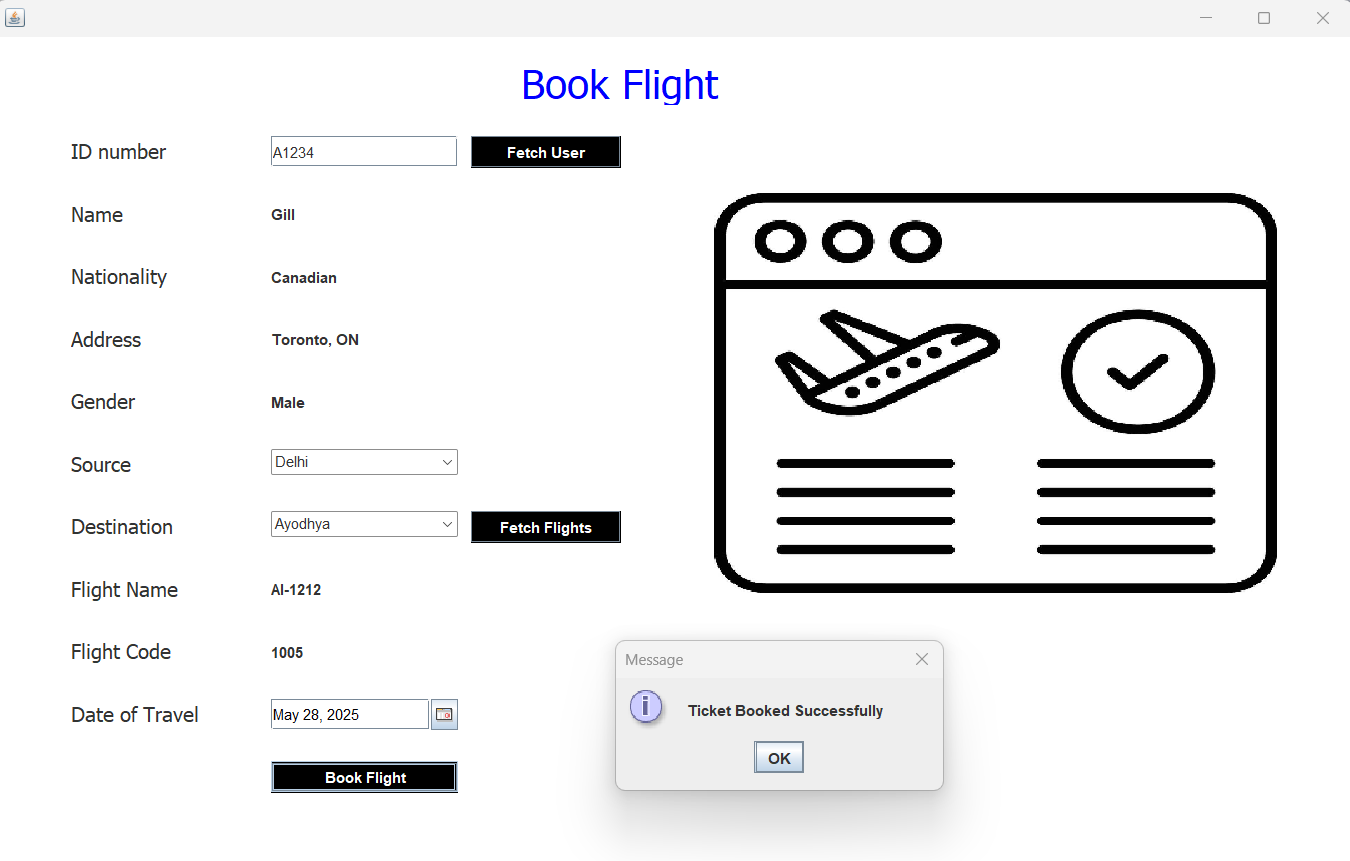 Book Flight
ID number A1234 Fetch User
Name Gill
Nationality Canadian
Address Toronto, ON
Gender Male
Source Delhi
Destination Ayodhya Fetch Flights
Flight Name AI-1212
Flight Code 1005
Date of Travel May 28, 2025
Book Flight
Message
i
Ticket Booked Successfully
OK